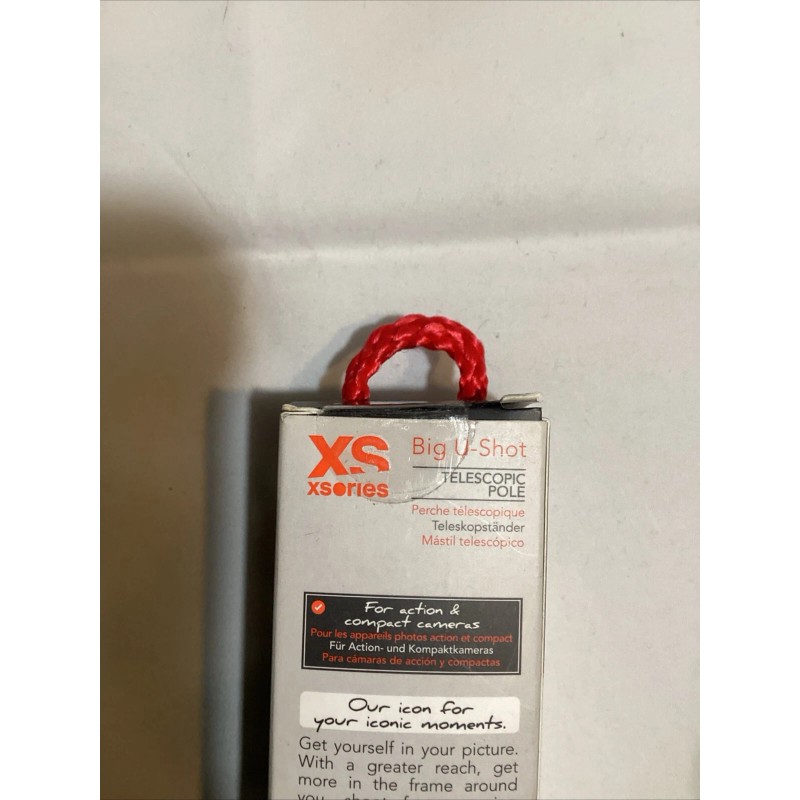 XS
xsories
Big U-Shot
TELESCOPIC
POLE
Perche télescopique
Teleskopständer
Mástil telescópico
For action &
compact cameras
Pour les appareils photos action et compact
Für Action- und Kompaktkameras
Para cámaras de acción y compactas
Our icon for
your iconic moments.
Get yourself in your picture.
With a greater reach, get
more in the frame around